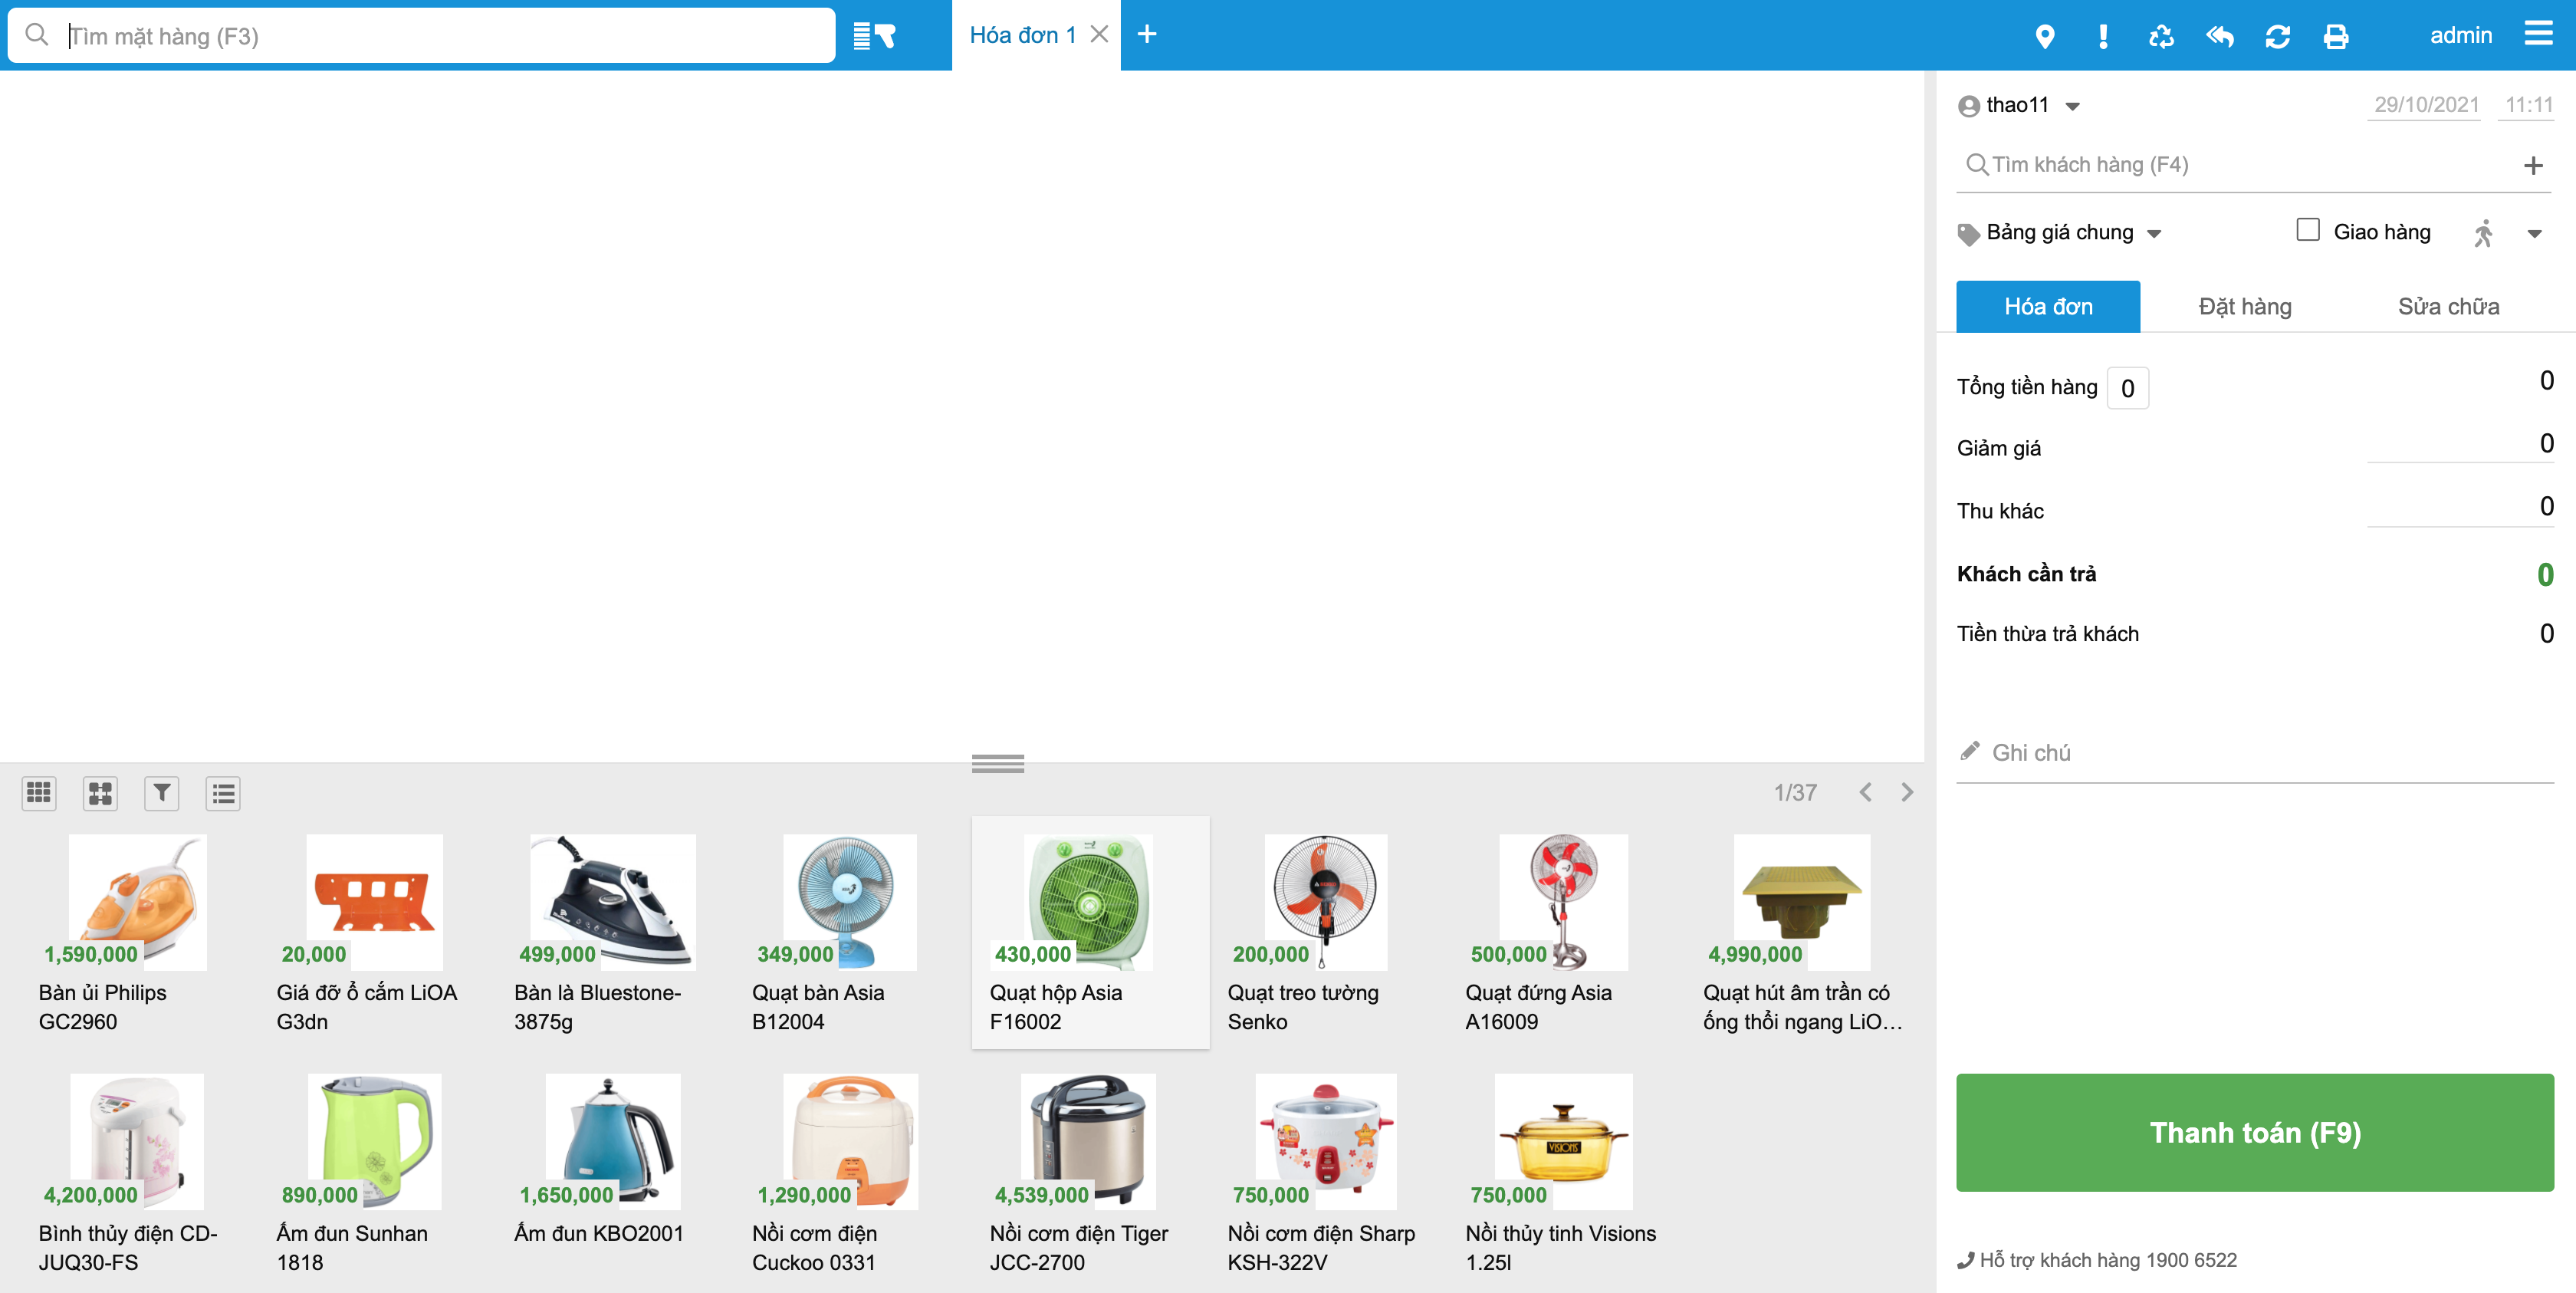 Tìm mặt hàng (F3)
Hóa đơn 1
admin
thao11
29/10/2021 11:11
Tìm khách hàng (F4)
Bảng giá chung
Giao hàng
Hóa đơn
Đặt hàng
Sửa chữa
Tổng tiền hàng 0 0
Giảm giá 0
Thu khác 0
Khách cần trả 0
Tiền thừa trả khách 0
Ghi chú
Thanh toán (F9)
Hỗ trợ khách hàng 1900 6522
1/37
1,590,000
Bàn ủi Philips
GC2960
20,000
Giá đỡ ổ cắm LiOA
G3dn
499,000
Bàn là Bluestone-
3875g
349,000
Quạt bàn Asia
B12004
430,000
Quạt hộp Asia
F16002
200,000
Quạt treo tường
Senko
500,000
Quạt đứng Asia
A16009
4,990,000
Quạt hút âm trần có
ống thổi ngang LiO...
4,200,000
Bình thủy điện CD-
JUQ30-FS
890,000
Ấm đun Sunhan
1818
1,650,000
Ấm đun KBO2001
1,290,000
Nồi cơm điện
Cuckoo 0331
4,539,000
Nồi cơm điện Tiger
JCC-2700
750,000
Nồi cơm điện Sharp
KSH-322V
VISIONS
750,000
Nồi thủy tinh Visions
1.25l